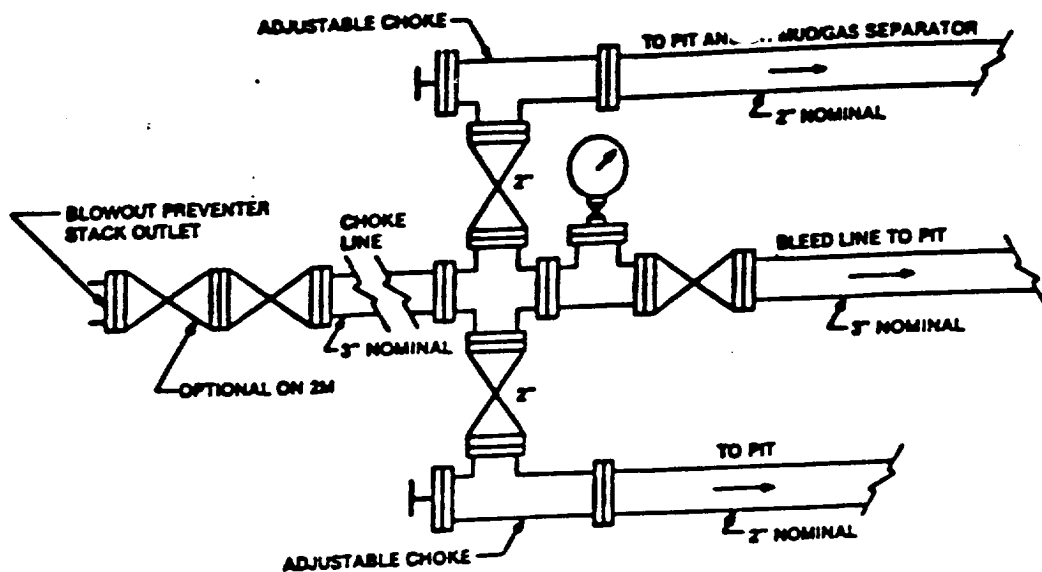 ADJUSTABLE CHOKE
TO PIT MUD/GAS SEPARATOR
2" NOMINAL
2"
BLOWOUT PREVENTER
STACK OUTLET
CHOKE
LINE
BLEED LINE TO PIT
3" NOMINAL
3" NOMINAL
OPTIONAL ON 2M
2"
TO PIT
2" NOMINAL
ADJUSTABLE CHOKE